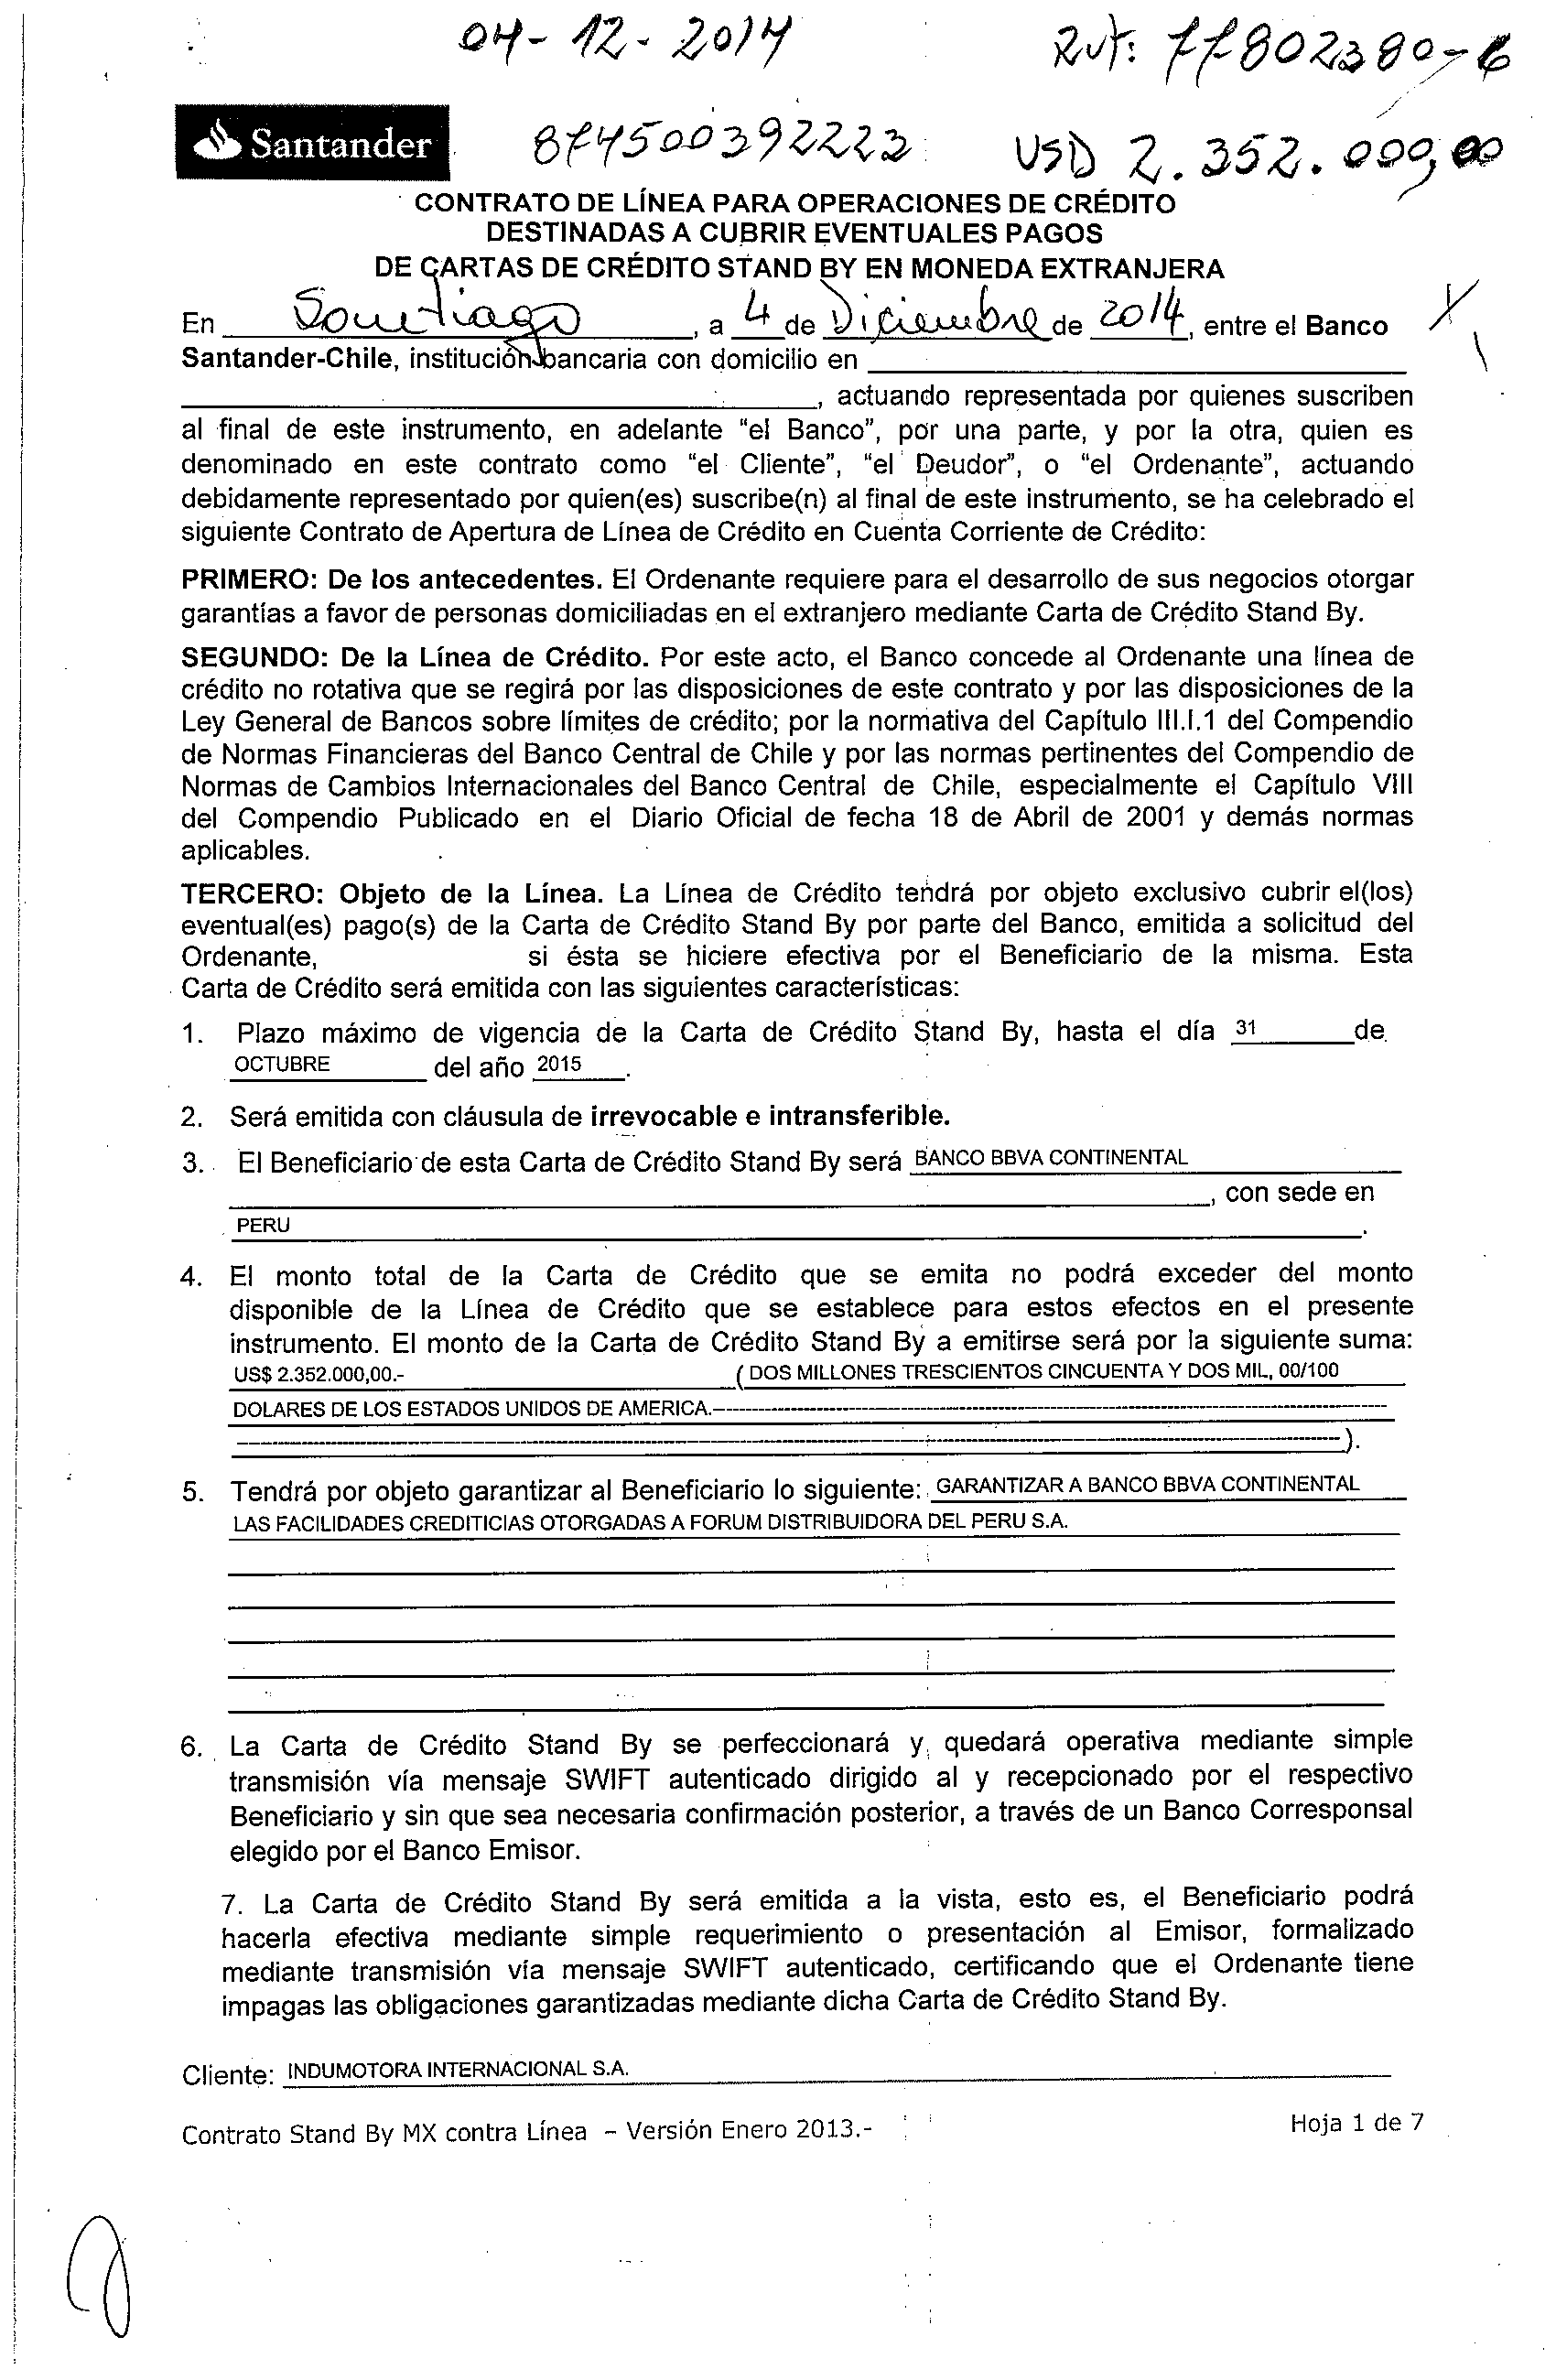 04-12-2014
Rut: 77802380-6
Santander
874500392223
USD 2.352.000,00
CONTRATO DE LÍNEA PARA OPERACIONES DE CRÉDITO
DESTINADAS A CUBRIR EVENTUALES PAGOS
DE CARTAS DE CRÉDITO STAND BY EN MONEDA EXTRANJERA
En Santiago, a 4 de Diciembre de 2014, entre el Banco
Santander-Chile, institución bancaria con domicilio en
, actuando representada por quienes suscriben
al final de este instrumento, en adelante "el Banco", por una parte, y por la otra, quien es
denominado en este contrato como "el Cliente", "el Deudor", o "el Ordenante", actuando
debidamente representado por quien(es) suscribe(n) al final de este instrumento, se ha celebrado el
siguiente Contrato de Apertura de Línea de Crédito en Cuenta Corriente de Crédito:
PRIMERO: De los antecedentes. El Ordenante requiere para el desarrollo de sus negocios otorgar
garantías a favor de personas domiciliadas en el extranjero mediante Carta de Crédito Stand By.
SEGUNDO: De la Línea de Crédito. Por este acto, el Banco concede al Ordenante una línea de
crédito no rotativa que se regirá por las disposiciones de este contrato y por las disposiciones de la
Ley General de Bancos sobre límites de crédito; por la normativa del Capítulo III.I.1 del Compendio
de Normas Financieras del Banco Central de Chile y por las normas pertinentes del Compendio de
Normas de Cambios Internacionales del Banco Central de Chile, especialmente el Capítulo VIII
del Compendio Publicado en el Diario Oficial de fecha 18 de Abril de 2001 y demás normas
aplicables.
TERCERO: Objeto de la Línea. La Línea de Crédito tendrá por objeto exclusivo cubrir el(los)
eventual(es) pago(s) de la Carta de Crédito Stand By por parte del Banco, emitida a solicitud del
Ordenante, si ésta se hiciere efectiva por el Beneficiario de la misma. Esta
Carta de Crédito será emitida con las siguientes características:
1. Plazo máximo de vigencia de la Carta de Crédito Stand By, hasta el día 31 de
OCTUBRE del año 2015.
2. Será emitida con cláusula de irrevocable e intransferible.
3. El Beneficiario de esta Carta de Crédito Stand By será BANCO BBVA CONTINENTAL
, con sede en
PERU.
4. El monto total de la Carta de Crédito que se emita no podrá exceder del monto
disponible de la Línea de Crédito que se establece para estos efectos en el presente
instrumento. El monto de la Carta de Crédito Stand By a emitirse será por la siguiente suma:
US$ 2.352.000,00.- ( DOS MILLONES TRESCIENTOS CINCUENTA Y DOS MIL, 00/100
DOLARES DE LOS ESTADOS UNIDOS DE AMERICA.--------------------
--------------------).
5. Tendrá por objeto garantizar al Beneficiario lo siguiente: GARANTIZAR A BANCO BBVA CONTINENTAL
LAS FACILIDADES CREDITICIAS OTORGADAS A FORUM DISTRIBUIDORA DEL PERU S.A.
6. La Carta de Crédito Stand By se perfeccionará y quedará operativa mediante simple
transmisión vía mensaje SWIFT autenticado dirigido al y recepcionado por el respectivo
Beneficiario y sin que sea necesaria confirmación posterior, a través de un Banco Corresponsal
elegido por el Banco Emisor.
7. La Carta de Crédito Stand By será emitida a la vista, esto es, el Beneficiario podrá
hacerla efectiva mediante simple requerimiento o presentación al Emisor, formalizado
mediante transmisión vía mensaje SWIFT autenticado, certificando que el Ordenante tiene
impagas las obligaciones garantizadas mediante dicha Carta de Crédito Stand By.
Cliente: INDUMOTORA INTERNACIONAL S.A.
Contrato Stand By MX contra Línea – Versión Enero 2013.-
Hoja 1 de 7